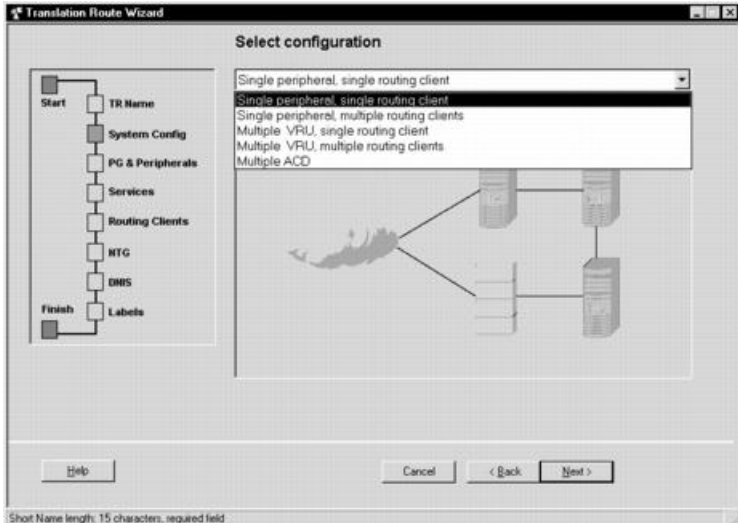 Translation Route Wizard
Select configuration
Single peripheral, single routing client
Single peripheral, single routing client
Single peripheral, multiple routing clients
Multiple VRU, single routing client
Multiple VRU, multiple routing clients
Multiple ACD
Start
TR Name
System Config
PG & Peripherals
Services
Routing Clients
NTG
DNIS
Finish
Labels
Help
Cancel
< Back
Next >
Short Name length: 15 characters, required field